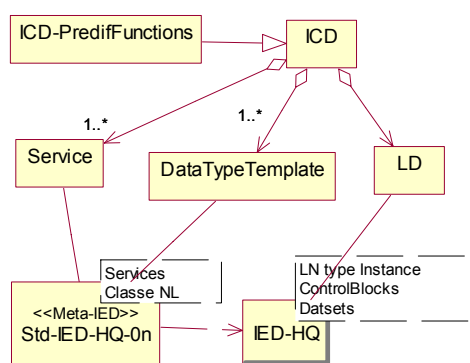 ICD-PredifFunctions
ICD
1..*
1..*
Service
DataTypeTemplate
LD
Services
Classe NL
LN type Instance
ControlBlocks
Datsets
<<Meta-IED>>
Std-IED-HQ-0n
IED-HQ